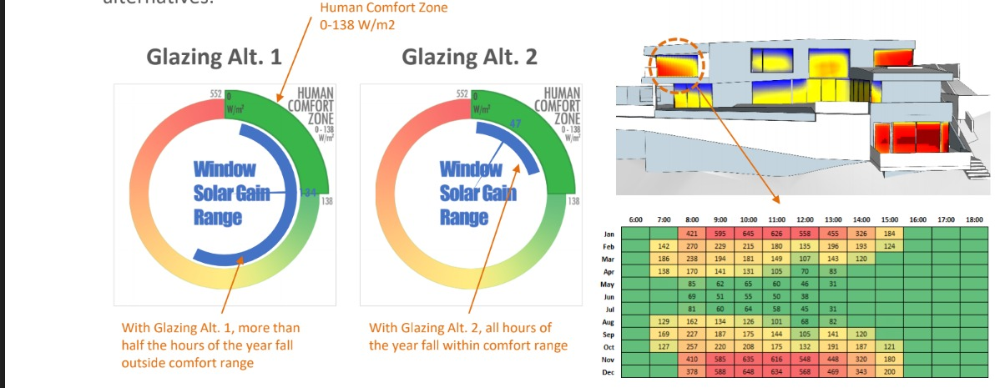 alternatives.
Human Comfort Zone
0-138 W/m2
Glazing Alt. 1
552
0
W/m²
HUMAN
COMFORT
ZONE
0 - 138
W/m²
Window
Solar Gain
Range
134
138
With Glazing Alt. 1, more than
half the hours of the year fall
outside comfort range
Glazing Alt. 2
552
0
W/m²
HUMAN
COMFORT
ZONE
0 - 138
W/m²
47
Window
Solar Gain
Range
138
With Glazing Alt. 2, all hours of
the year fall within comfort range
6:00 7:00 8:00 9:00 10:00 11:00 12:00 13:00 14:00 15:00 16:00 17:00 18:00
Jan 421 595 645 626 558 455 326 184
Feb 142 270 229 215 180 135 196 193 124
Mar 186 238 194 181 149 107 143 120
Apr 138 170 141 131 105 70 83
May 85 62 65 60 46 31
Jun 69 51 55 50 38
Jul 81 60 64 58 45 31
Aug 129 162 134 126 101 68 82
Sep 169 227 187 175 144 105 141 120
Oct 127 257 220 208 175 132 191 187 121
Nov 410 585 635 616 548 448 320 180
Dec 378 588 648 634 568 469 343 200